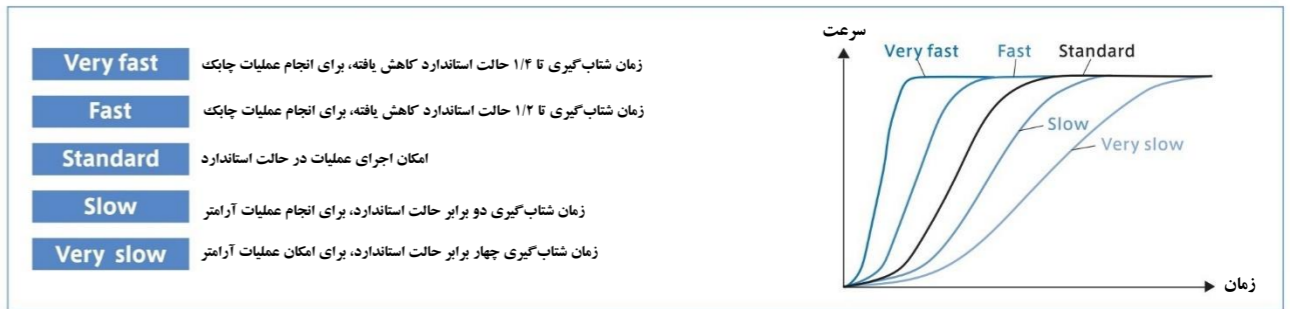 Very fast
زمان شتاب‌گیری تا ۱/۴ حالت استاندارد کاهش یافته، برای انجام عملیات چابک
Fast
زمان شتاب‌گیری تا ۱/۲ حالت استاندارد کاهش یافته، برای انجام عملیات چابک
Standard
امکان اجرای عملیات در حالت استاندارد
Slow
زمان شتاب‌گیری دو برابر حالت استاندارد، برای انجام عملیات آرامتر
Very slow
زمان شتاب‌گیری چهار برابر حالت استاندارد، برای امکان عملیات آرامتر
سرعت
Very fast
Fast
Standard
Slow
Very slow
زمان